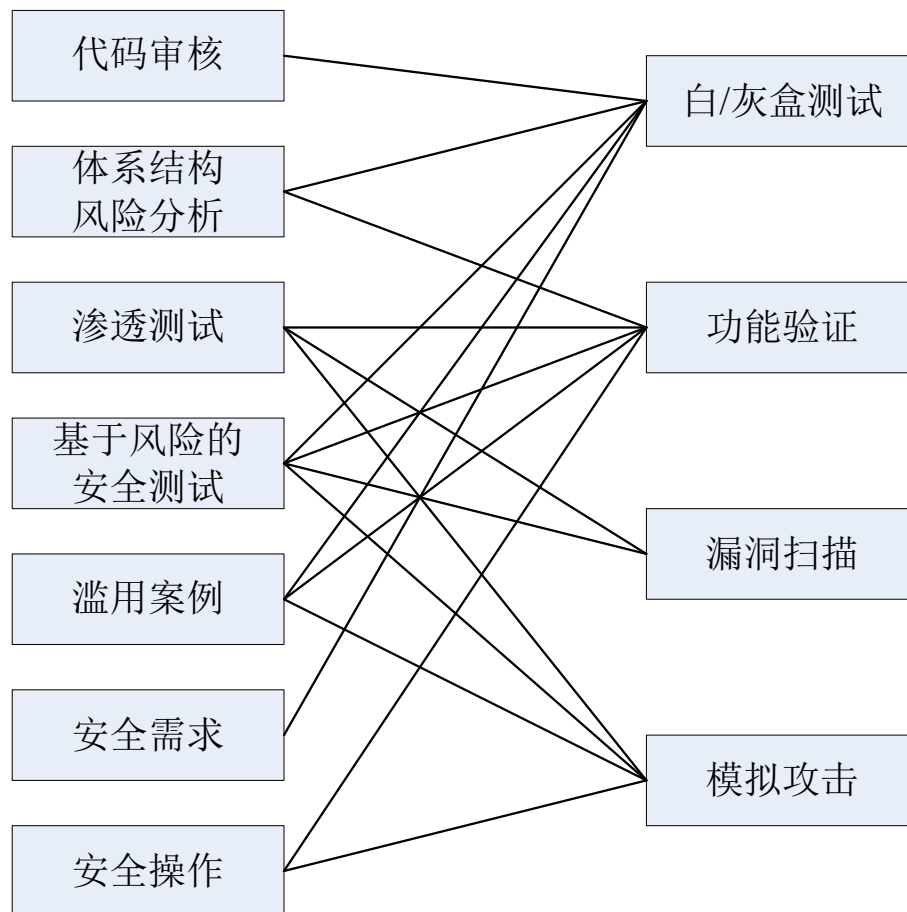 代码审核
体系结构
风险分析
渗透测试
基于风险的
安全测试
滥用案例
安全需求
安全操作
白/灰盒测试
功能验证
漏洞扫描
模拟攻击